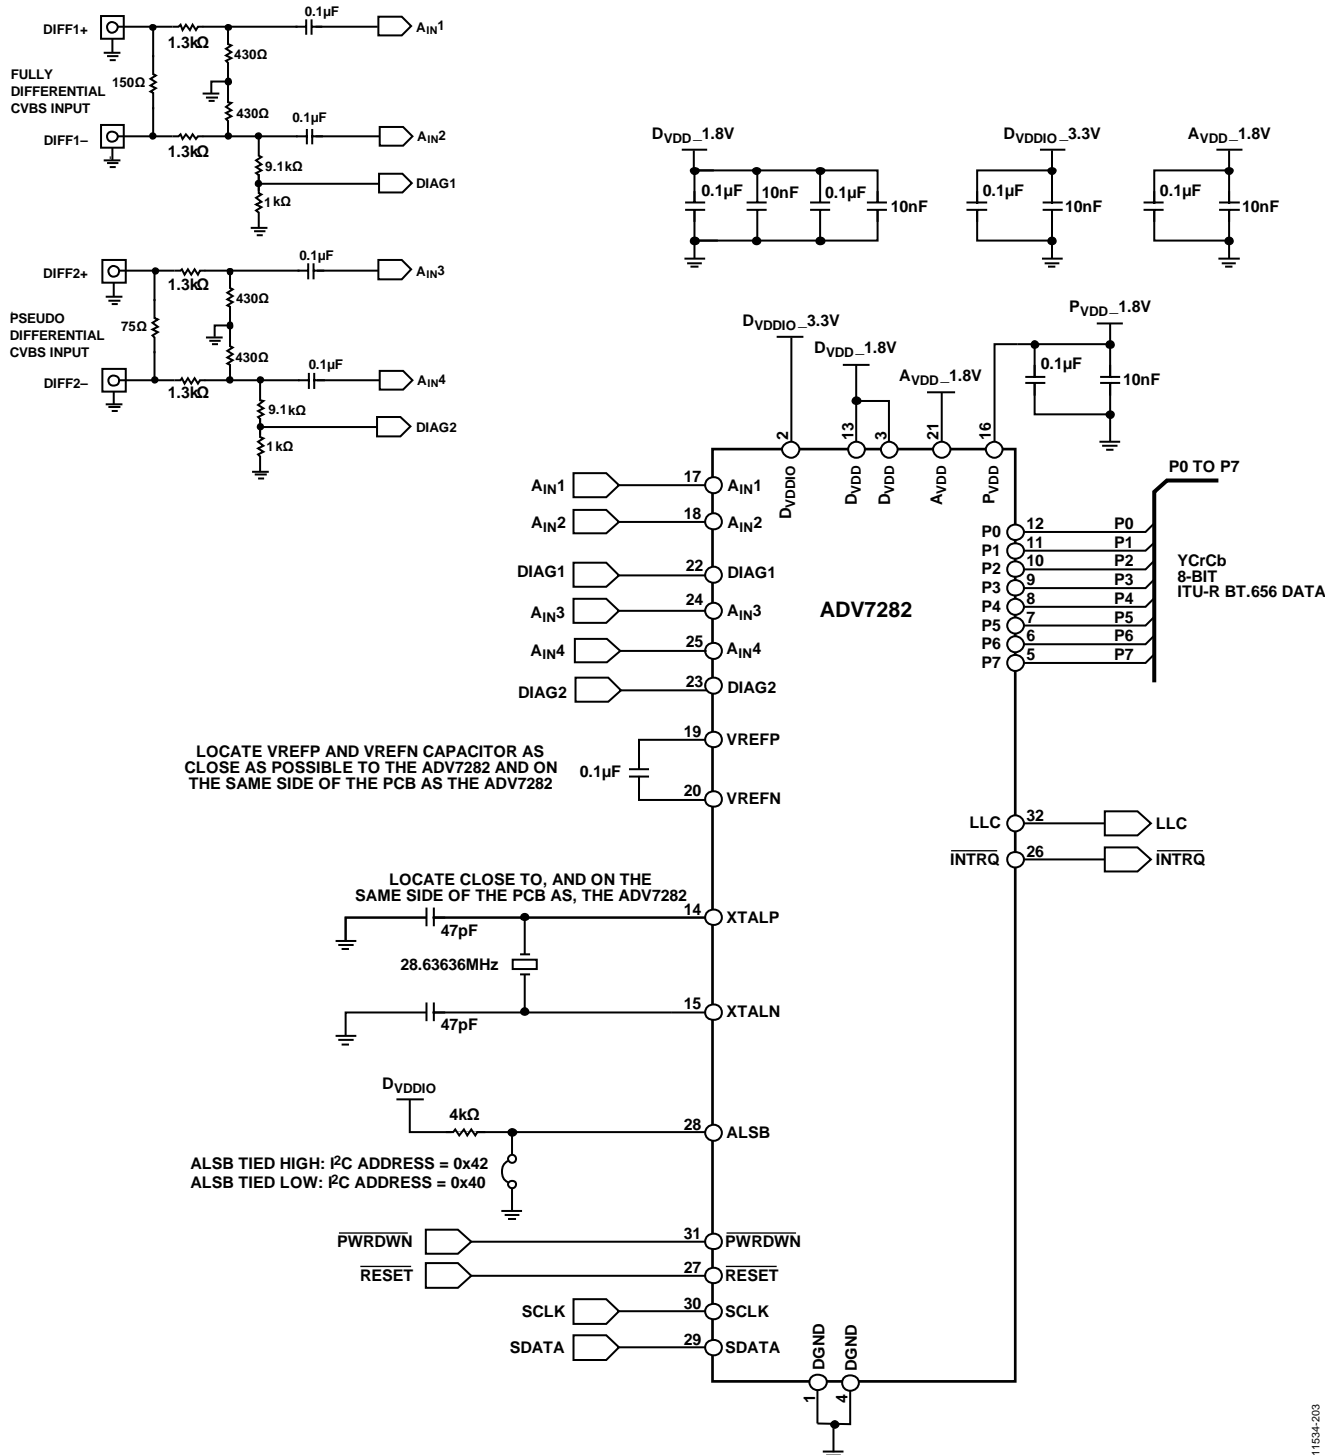 DIFF1+
1.3kΩ
0.1µF
AIN1
430Ω
FULLY
DIFFERENTIAL
CVBS INPUT
150Ω
430Ω
0.1µF
DIFF1–
1.3kΩ
AIN2
9.1kΩ
DIAG1
1kΩ
DIFF2+
1.3kΩ
0.1µF
AIN3
430Ω
PSEUDO
DIFFERENTIAL
CVBS INPUT
75Ω
430Ω
0.1µF
DIFF2–
1.3kΩ
AIN4
9.1kΩ
DIAG2
1kΩ
DVDD_1.8V
0.1µF
10nF
0.1µF
10nF
DVDDIO_3.3V
0.1µF
10nF
AVDD_1.8V
0.1µF
10nF
DVDDIO_3.3V
DVDD_1.8V
AVDD_1.8V
PVDD_1.8V
0.1µF
10nF
2
13
3
21
16
DVDDIO
DVDD
DVDD
AVDD
PVDD
AIN1 17 AIN1
AIN2 18 AIN2
DIAG1 22 DIAG1
AIN3 24 AIN3
AIN4 25 AIN4
DIAG2 23 DIAG2
ADV7282
P0 TO P7
P0 12 P0
P1 11 P1
P2 10 P2
P3 9 P3
P4 8 P4
P5 7 P5
P6 6 P6
P7 5 P7
YCrCb
8-BIT
ITU-R BT.656 DATA
LOCATE VREFP AND VREFN CAPACITOR AS
CLOSE AS POSSIBLE TO THE ADV7282 AND ON
THE SAME SIDE OF THE PCB AS THE ADV7282
0.1µF
19 VREFP
20 VREFN
LLC 32 LLC
INTRQ 26 INTRQ
LOCATE CLOSE TO, AND ON THE
SAME SIDE OF THE PCB AS, THE ADV7282
47pF
14 XTALP
28.63636MHz
47pF
15 XTALN
DVDDIO
4kΩ
28 ALSB
ALSB TIED HIGH: I2C ADDRESS = 0x42
ALSB TIED LOW: I2C ADDRESS = 0x40
PWRDWN 31 PWRDWN
RESET 27 RESET
SCLK 30 SCLK
SDATA 29 SDATA
DGND
DGND
1
4
11534-203